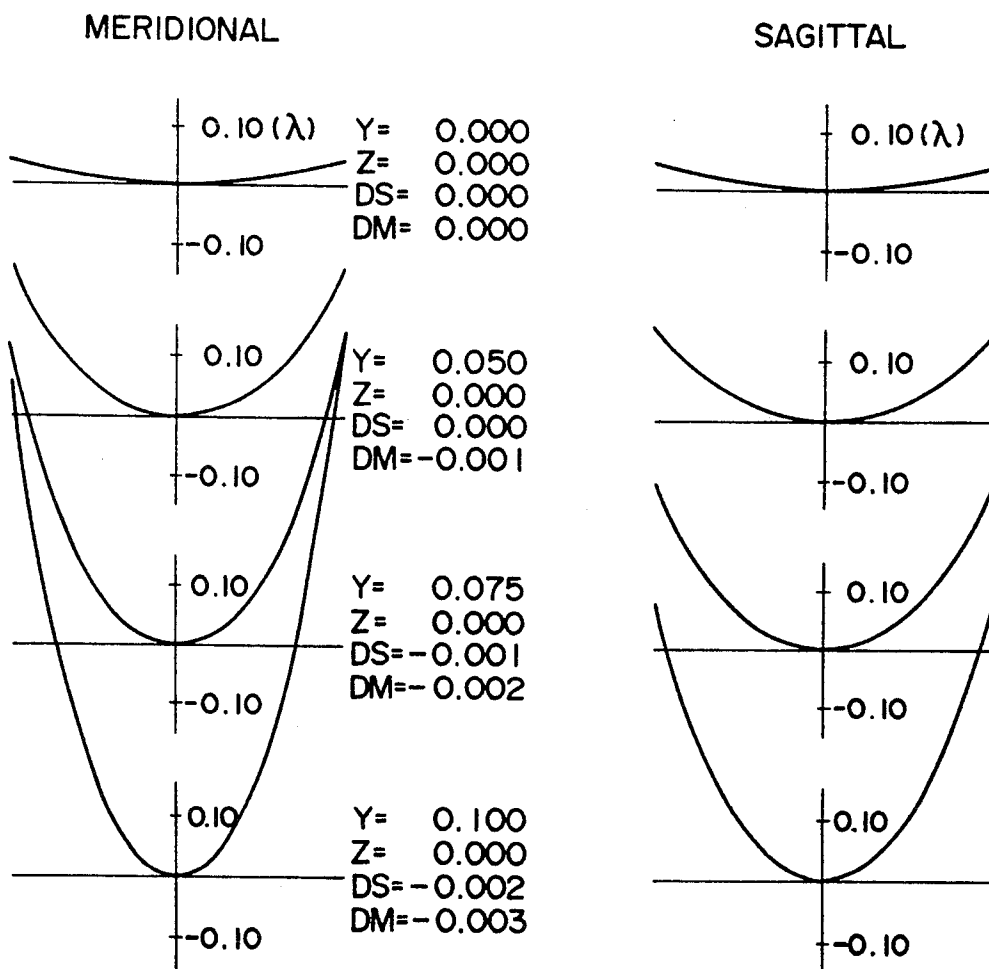 MERIDIONAL
SAGITTAL
0.10 (λ)
Y= 0.000
Z= 0.000
DS= 0.000
DM= 0.000
-0.10
0.10 (λ)
-0.10
0.10
Y= 0.050
Z= 0.000
DS= 0.000
DM=-0.001
-0.10
0.10
-0.10
0.10
Y= 0.075
Z= 0.000
DS=-0.001
DM=-0.002
-0.10
0.10
-0.10
0.10
Y= 0.100
Z= 0.000
DS=-0.002
DM=-0.003
-0.10
0.10
-0.10